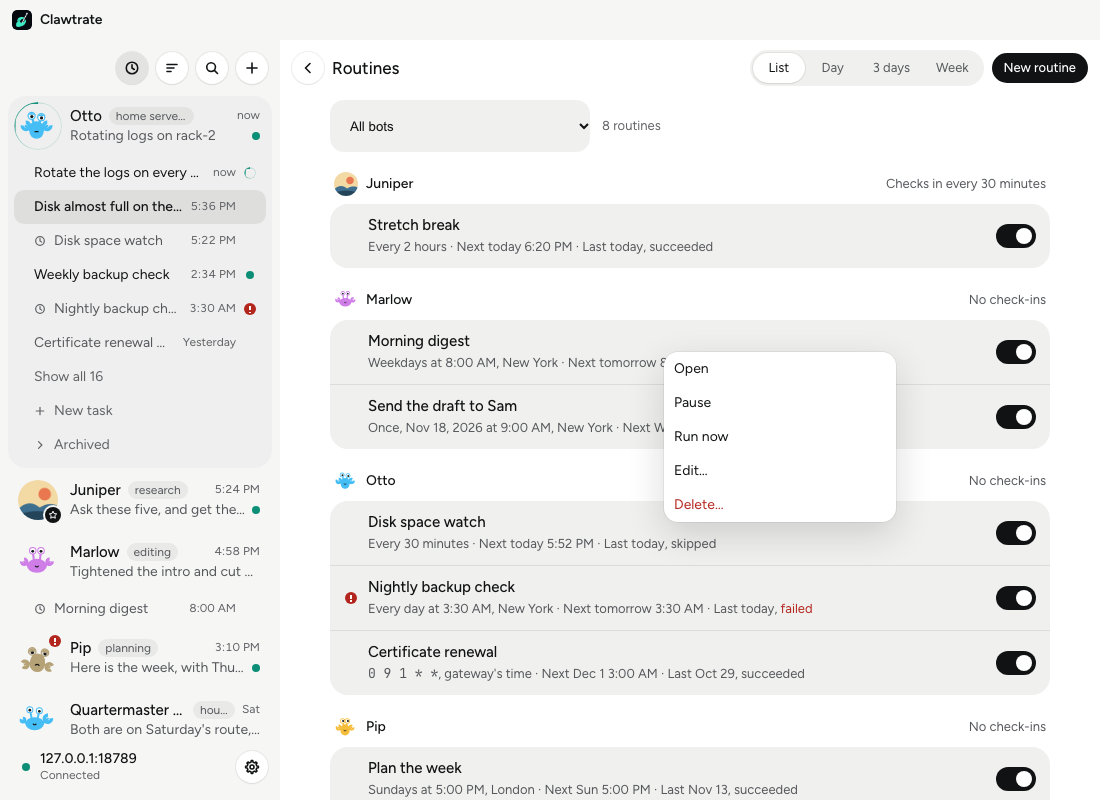 Clawtrate
Otto
home serve...
now
Rotating logs on rack-2
Rotate the logs on every ...
now
Disk almost full on the...
5:36 PM
Disk space watch
5:22 PM
Weekly backup check
2:34 PM
Nightly backup ch...
3:30 AM
Certificate renewal ...
Yesterday
Show all 16
New task
Archived
Juniper
research
5:24 PM
Ask these five, and get the...
Marlow
editing
4:58 PM
Tightened the intro and cut ...
Morning digest
8:00 AM
Pip
planning
3:10 PM
Here is the week, with Thu...
Quartermaster ...
hou...
Sat
Both are on Saturday's route,...
127.0.0.1:18789
Connected
Routines
List
Day
3 days
Week
New routine
All bots
8 routines
Juniper
Checks in every 30 minutes
Stretch break
Every 2 hours · Next today 6:20 PM · Last today, succeeded
Marlow
No check-ins
Morning digest
Weekdays at 8:00 AM, New York · Next tomorrow 8
Send the draft to Sam
Once, Nov 18, 2026 at 9:00 AM, New York · Next W
Open
Pause
Run now
Edit...
Delete...
Otto
No check-ins
Disk space watch
Every 30 minutes · Next today 5:52 PM · Last today, skipped
Nightly backup check
Every day at 3:30 AM, New York · Next tomorrow 3:30 AM · Last today, failed
Certificate renewal
0 9 1 * *, gateway's time · Next Dec 1 3:00 AM · Last Oct 29, succeeded
Pip
No check-ins
Plan the week
Sundays at 5:00 PM, London · Next Sun 5:00 PM · Last Nov 13, succeeded